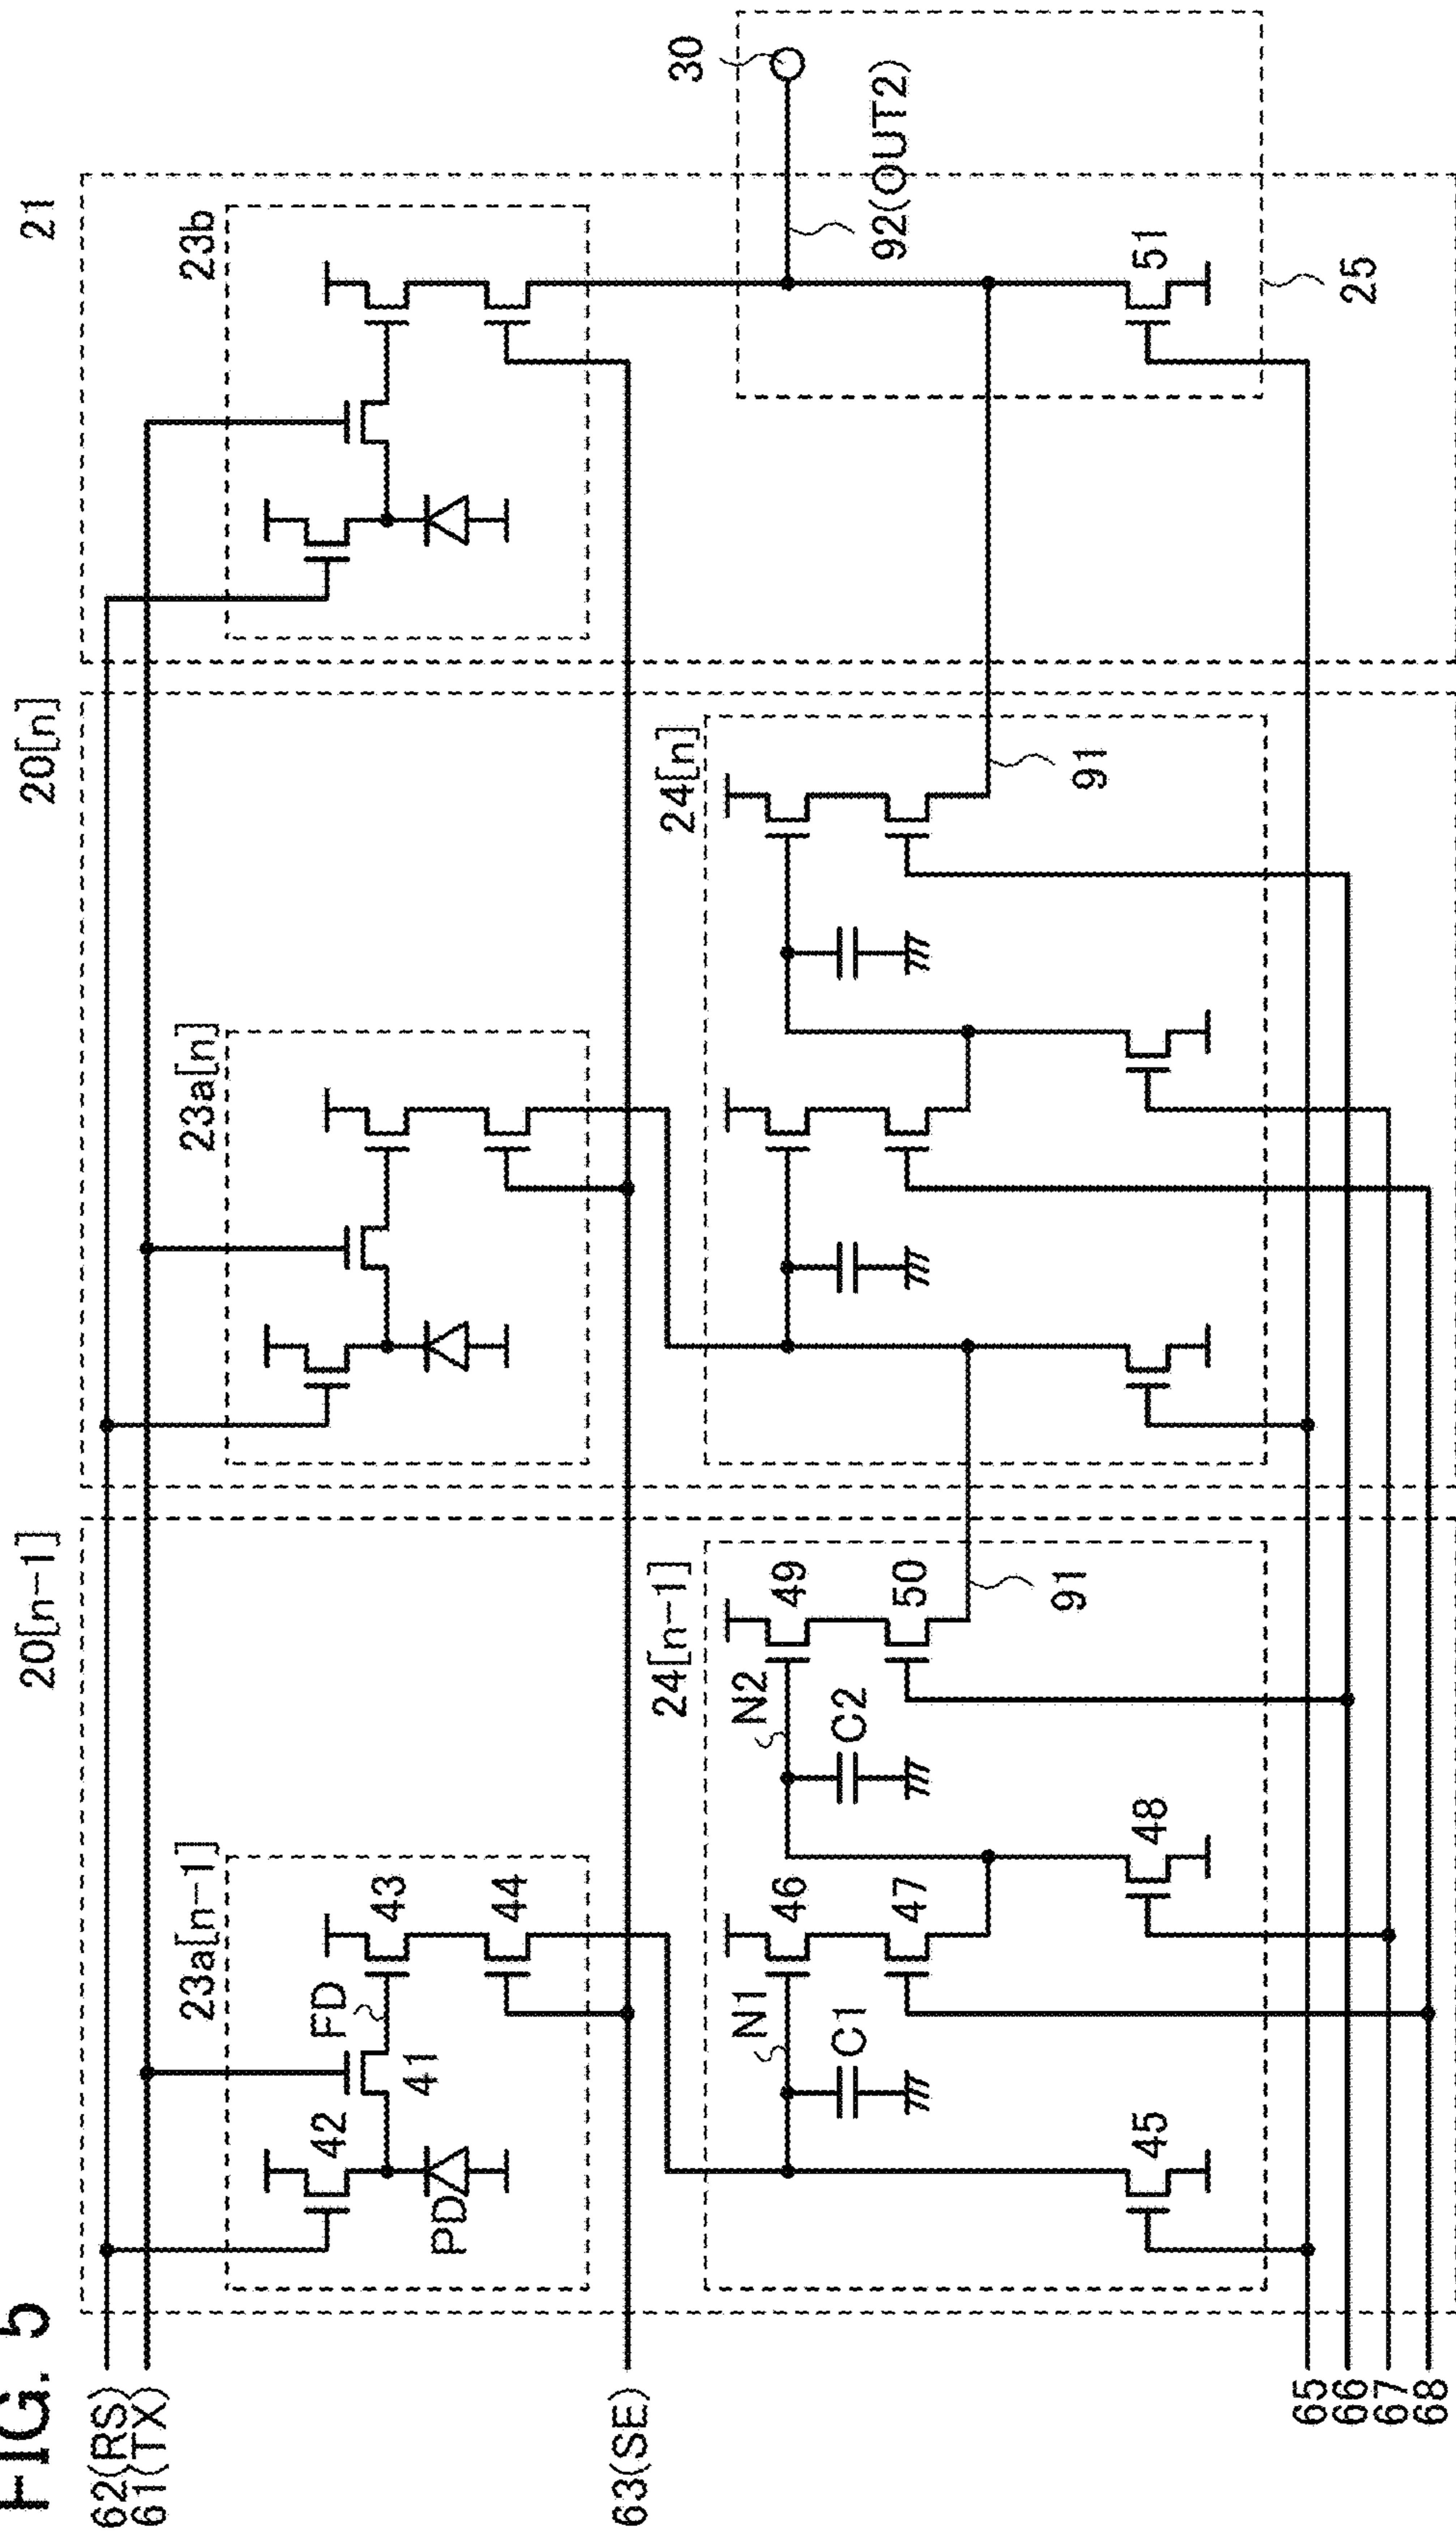 FIG. 5
20[n-1]
20[n]
21
62(RS)
61(TX)
23a[n-1]
23a[n]
23b
42
FD
43
41
PD
44
63(SE)
24[n-1]
24[n]
30
N1
46
N2
49
C1
47
C2
50
92(OUT2)
91
91
45
48
51
65
66
67
68
25